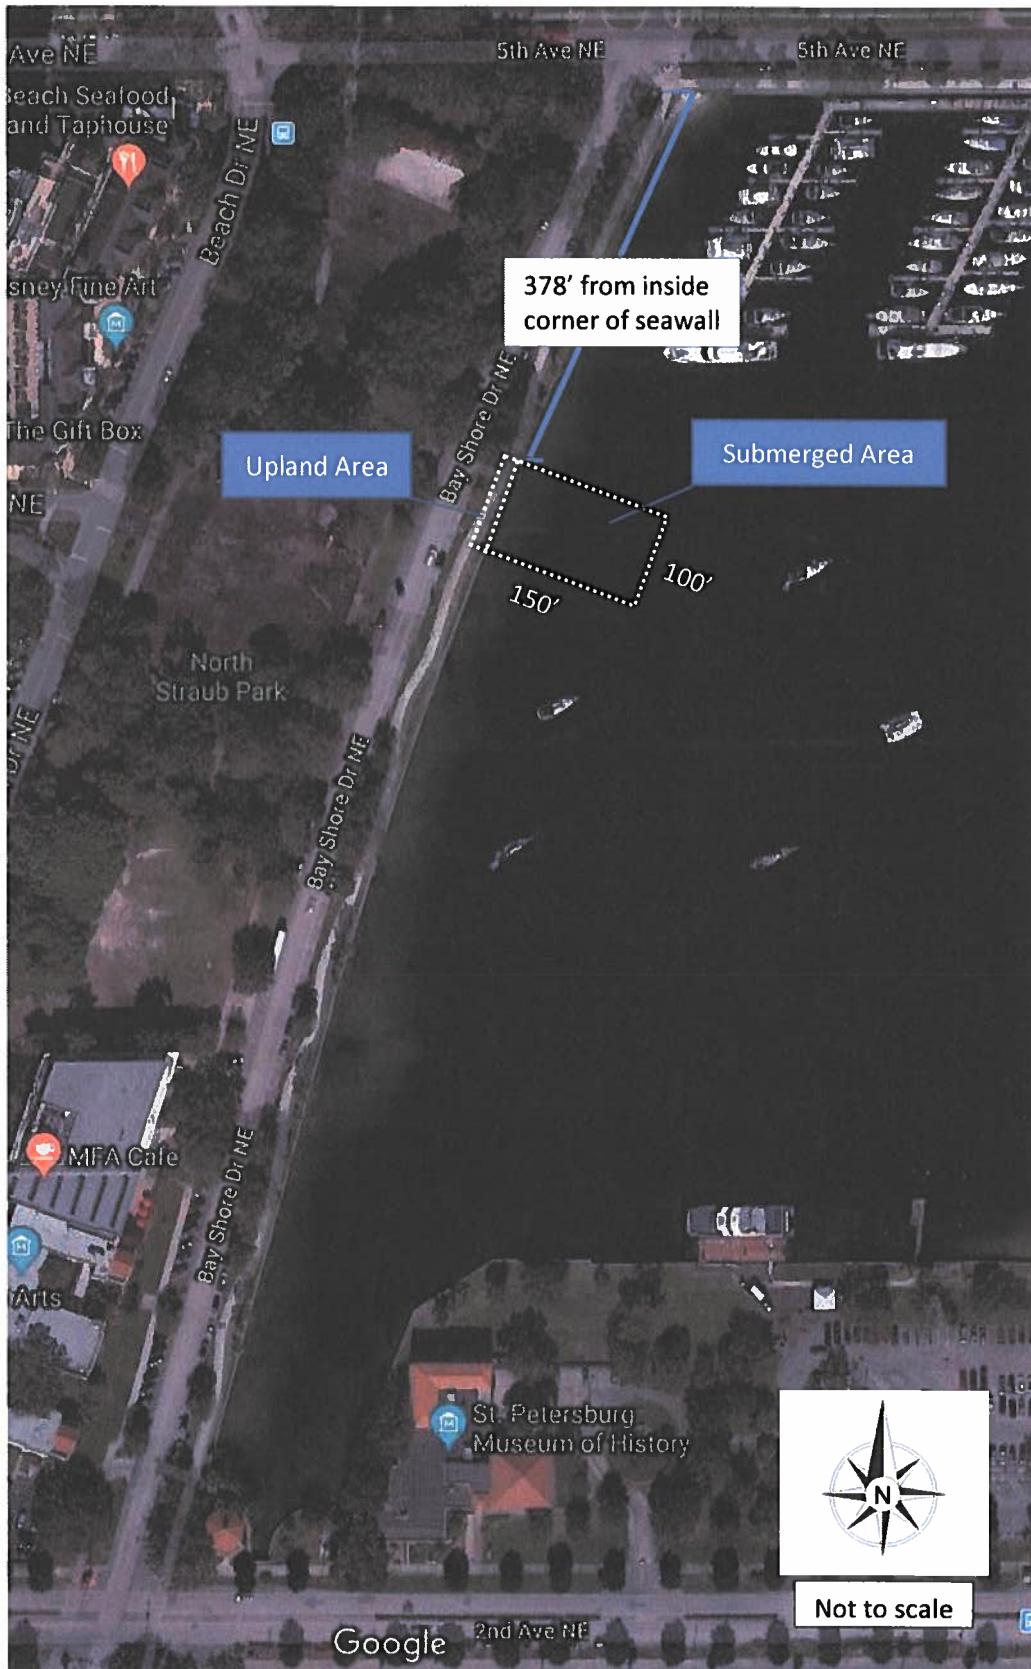 Ave NE
5th Ave NE
5th Ave NE
Beach Seafood
and Taphouse
Beach Dr NE
sney Fine Art
378' from inside
corner of seawall
Bay Shore Dr NE
The Gift Box
Upland Area
Submerged Area
NE
100'
150'
North
Straub Park
Dr NE
Bay Shore Dr NE
MFA Cafe
Bay Shore Dr NE
Arts
St. Petersburg
Museum of History
N
Not to scale
Google
2nd Ave NE